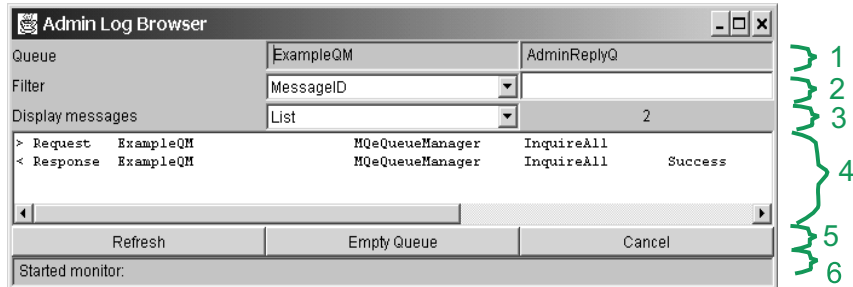 Admin Log Browser
Queue ExampleQM AdminReplyQ 1
Filter MessageID 2
Display messages List 2 3
> Request ExampleQM MQeQueueManager InquireAll
< Response ExampleQM MQeQueueManager InquireAll Success
4
Refresh Empty Queue Cancel 5
Started monitor: 6